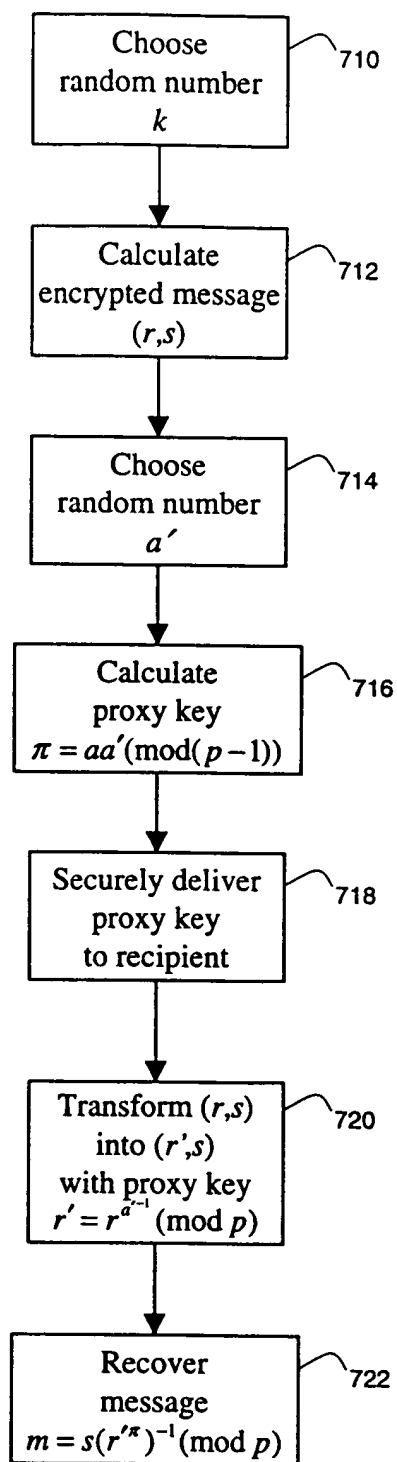 Choose
random number
k
710
Calculate
encrypted message
(r,s)
712
Choose
random number
a′
714
Calculate
proxy key
π = aa′(mod(p−1))
716
Securely deliver
proxy key
to recipient
718
Transform (r,s)
into (r',s)
with proxy key
r′ = r^{a′^{−1}} (mod p)
720
Recover
message
m = s(r′^π)^{−1} (mod p)
722